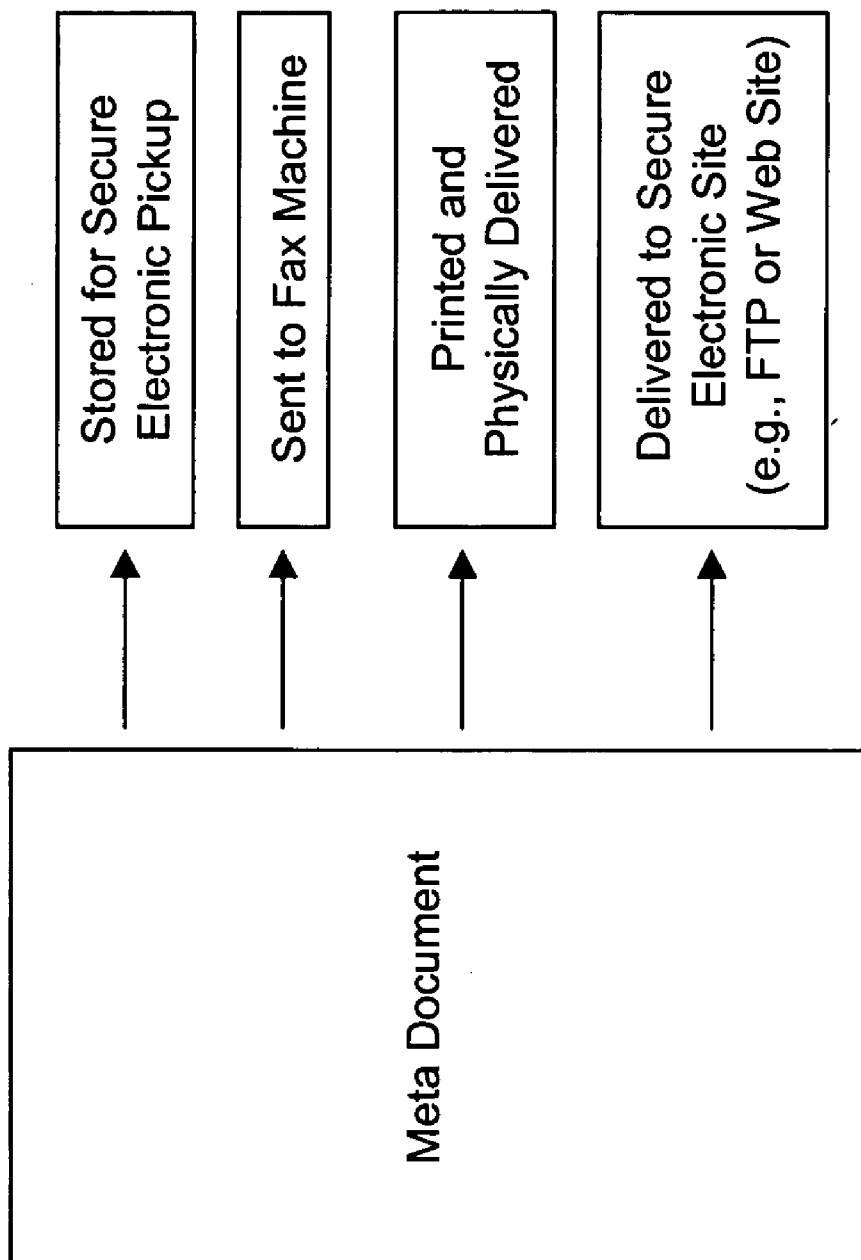 Meta Document
Stored for Secure
Electronic Pickup
Sent to Fax Machine
Printed and
Physically Delivered
Delivered to Secure
Electronic Site
(e.g., FTP or Web Site)